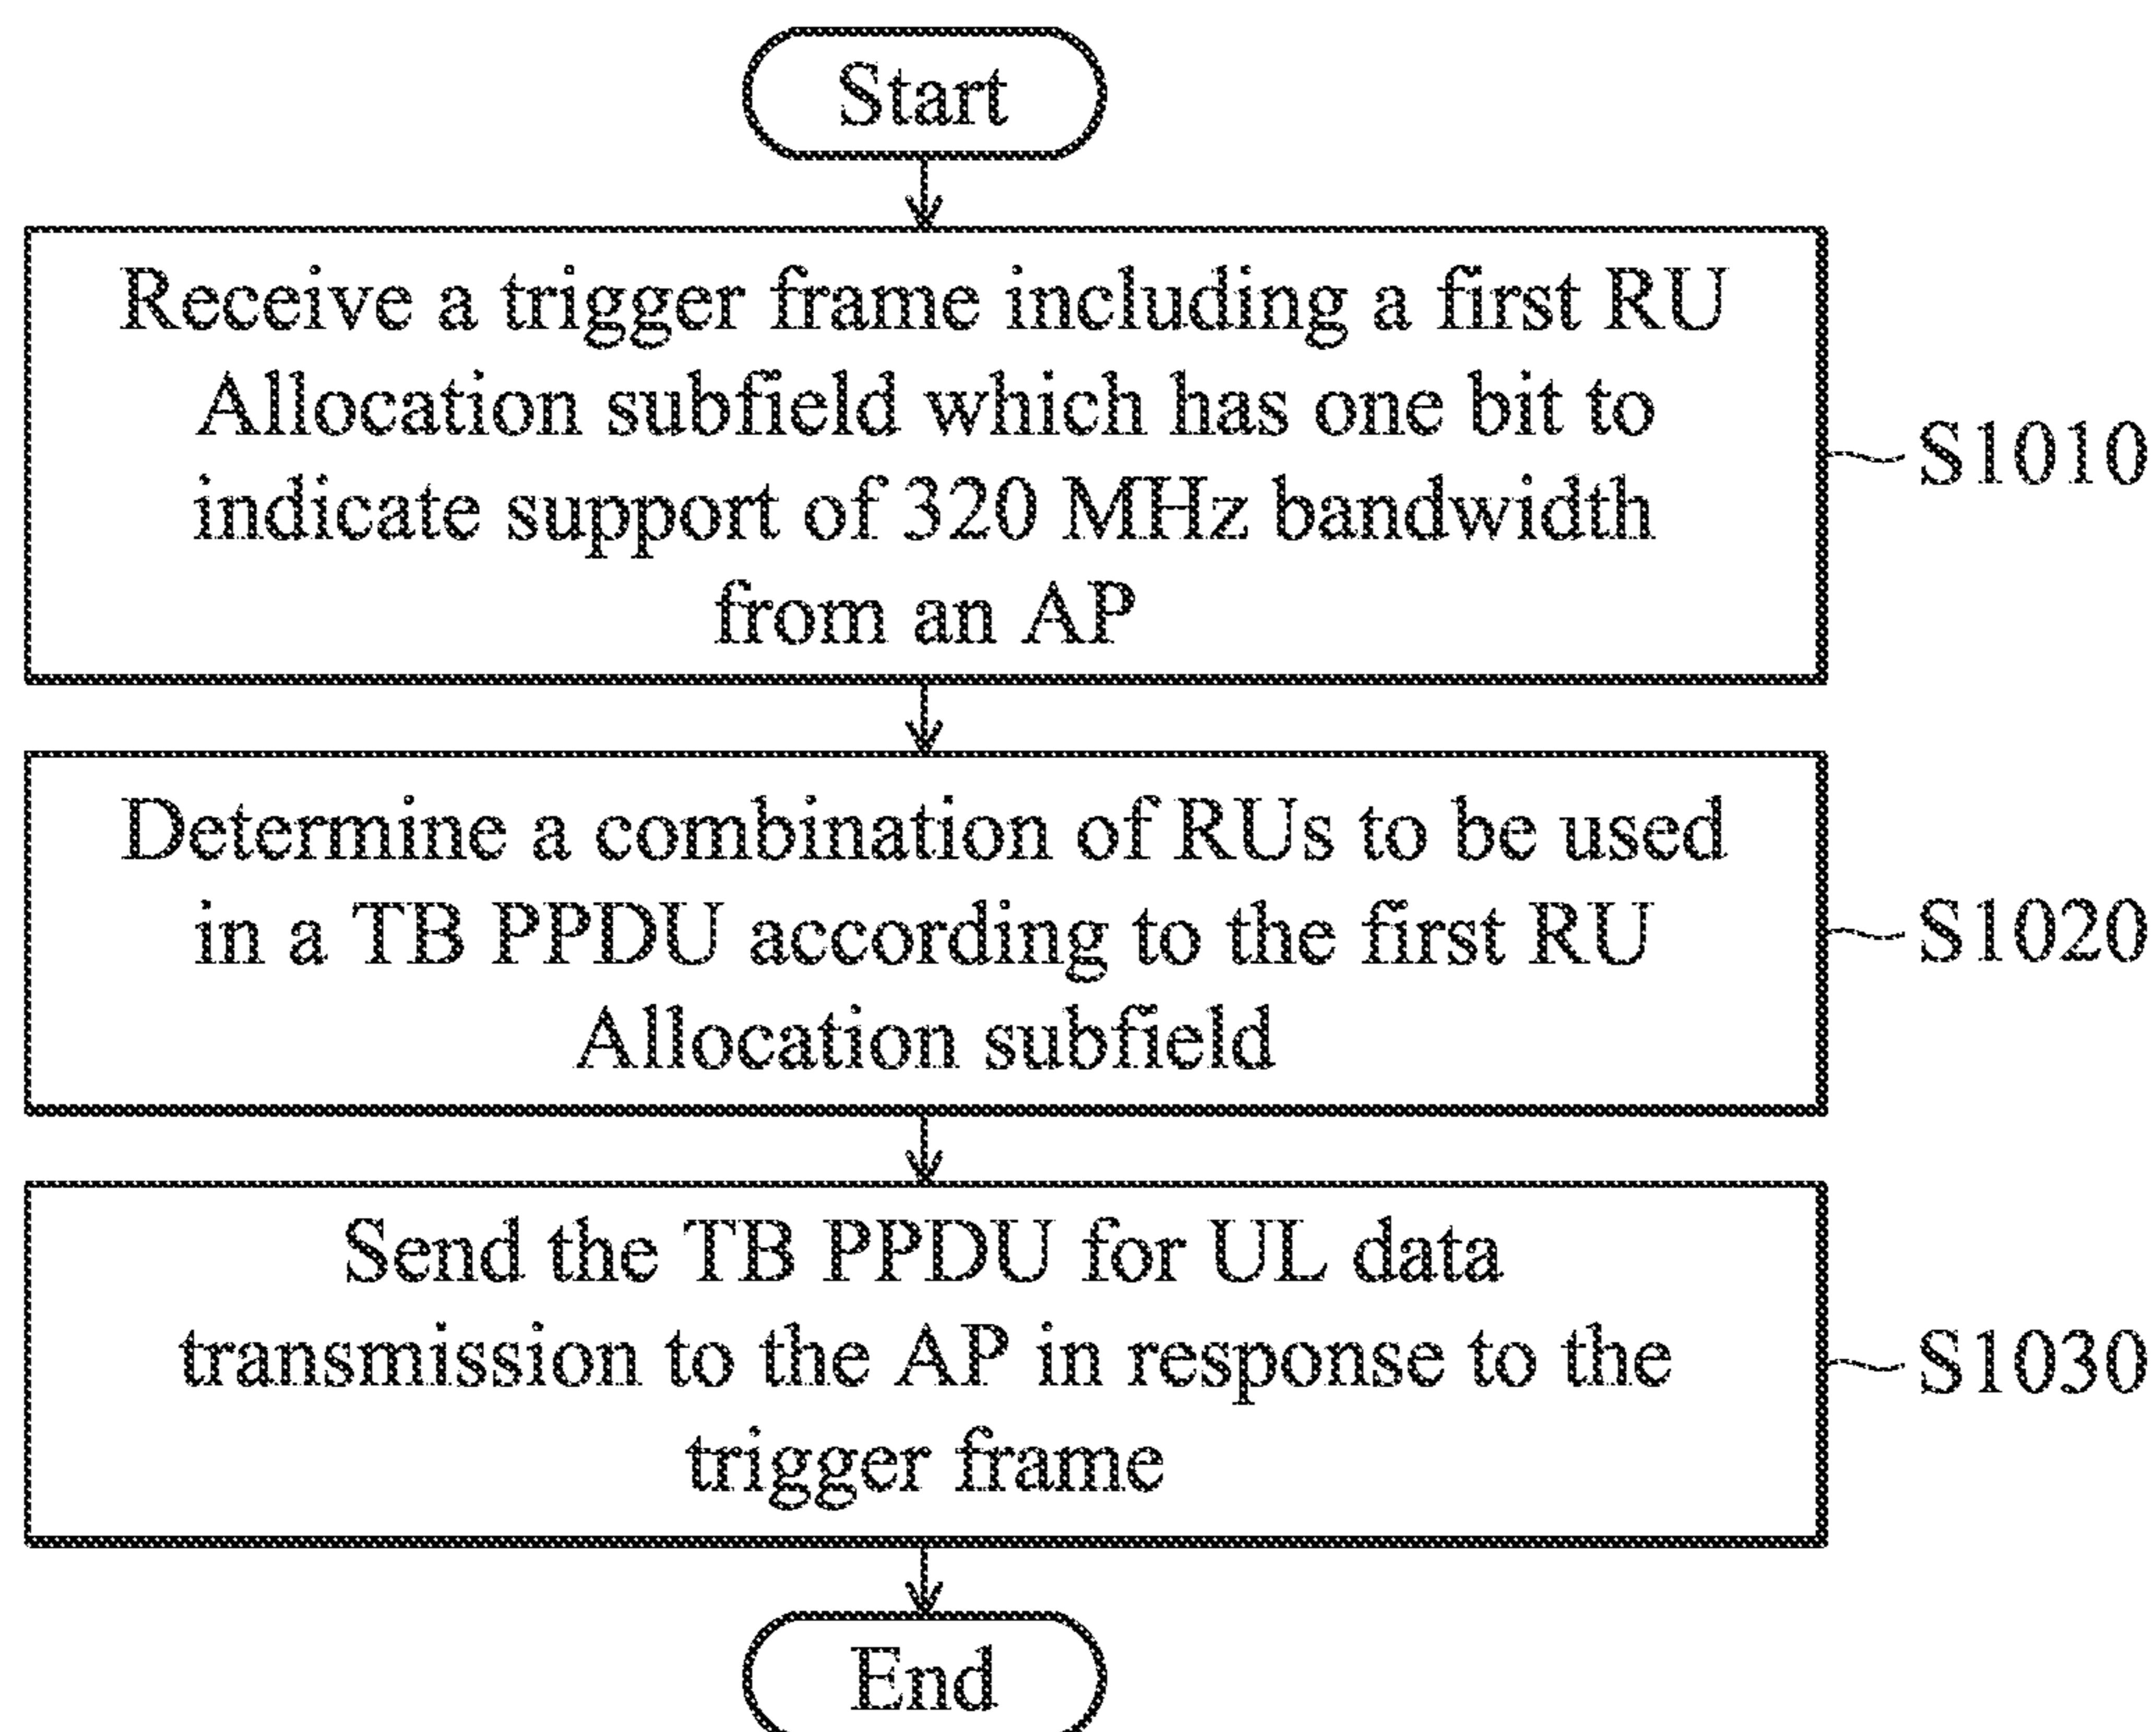 Start
Receive a trigger frame including a first RU
Allocation subfield which has one bit to
indicate support of 320 MHz bandwidth
from an AP
S1010
Determine a combination of RUs to be used
in a TB PPDU according to the first RU
Allocation subfield
S1020
Send the TB PPDU for UL data
transmission to the AP in response to the
trigger frame
S1030
End